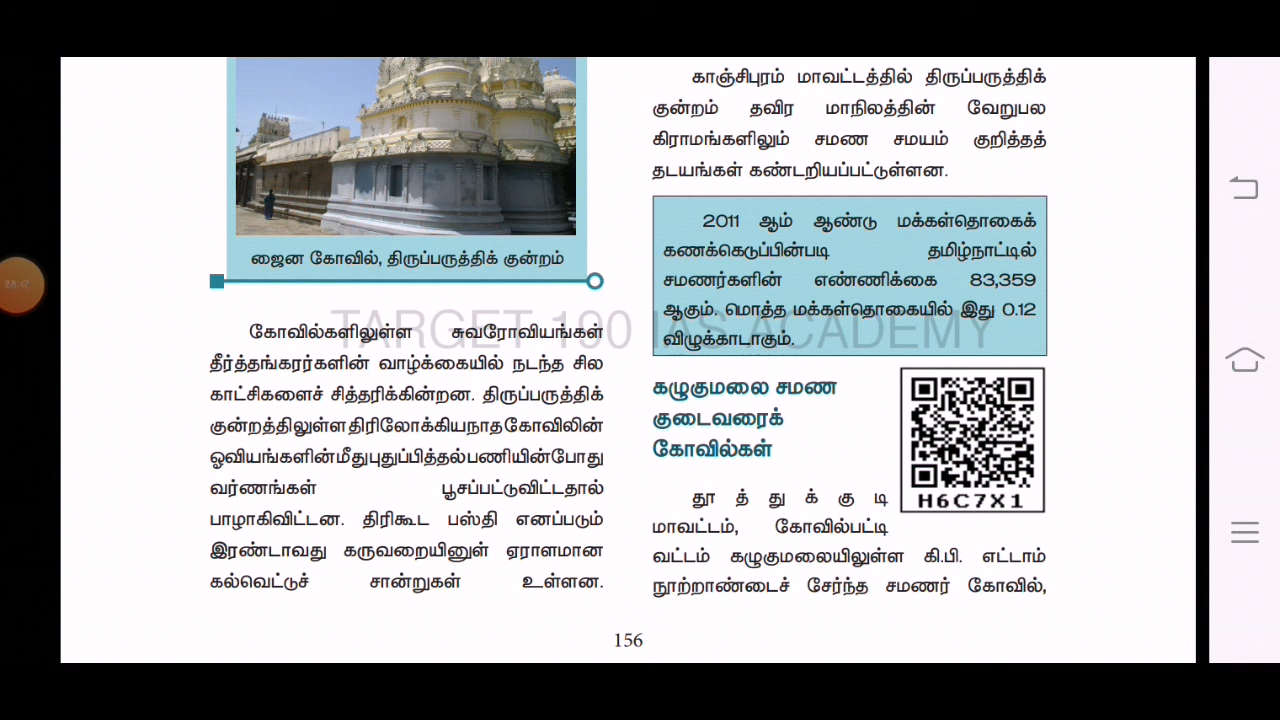 ஜைன கோவில், திருப்பருத்திக் குன்றம்
கோவில்களிலுள்ள சுவரோவியங்கள்
தீர்த்தங்கரர்களின் வாழ்க்கையில் நடந்த சில
காட்சிகளைச் சித்தரிக்கின்றன. திருப்பருத்திக்
குன்றத்திலுள்ள திரிலோக்கியநாத கோவிலின்
ஓவியங்களின் மீது புதுப்பித்தல் பணியின்போது
வர்ணங்கள் பூசப்பட்டுவிட்டதால்
பாழாகிவிட்டன. திரிகூட பஸ்தி எனப்படும்
இரண்டாவது கருவறையினுள் ஏராளமான
கல்வெட்டுச் சான்றுகள் உள்ளன.
காஞ்சிபுரம் மாவட்டத்தில் திருப்பருத்திக்
குன்றம் தவிர மாநிலத்தின் வேறுபல
கிராமங்களிலும் சமண சமயம் குறித்தத்
தடயங்கள் கண்டறியப்பட்டுள்ளன.
2011 ஆம் ஆண்டு மக்கள்தொகைக்
கணக்கெடுப்பின்படி தமிழ்நாட்டில்
சமணர்களின் எண்ணிக்கை 83,359
ஆகும். மொத்த மக்கள்தொகையில் இது 0.12
விழுக்காடாகும்.
கழுகுமலை சமண
குடைவரைக்
கோவில்கள்
H6C7X1
தூத்துக்குடி
மாவட்டம், கோவில்பட்டி
வட்டம் கழுகுமலையிலுள்ள கி.பி. எட்டாம்
நூற்றாண்டைச் சேர்ந்த சமணர் கோவில்,
TARGET 190 IAS ACADEMY
156